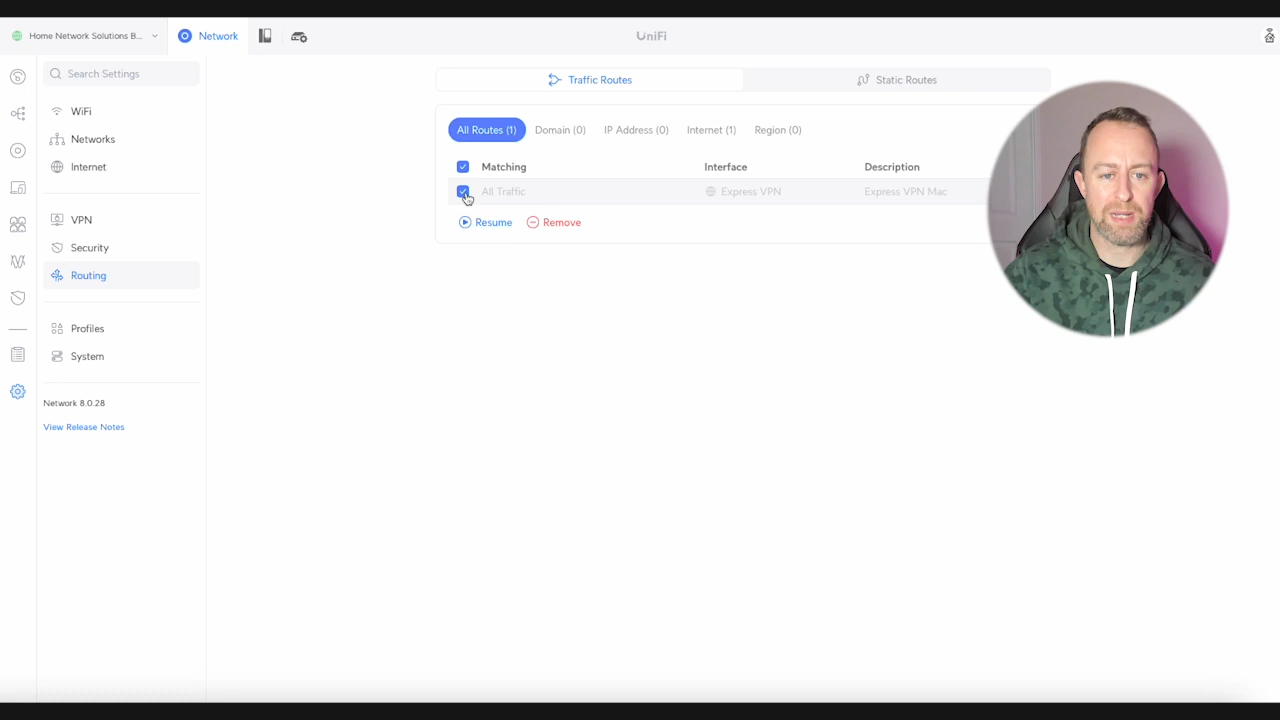 Home Network Solutions B...
Network
UniFi
Search Settings
WiFi
Networks
Internet
VPN
Security
Routing
Profiles
System
Network 8.0.28
View Release Notes
Traffic Routes
Static Routes
All Routes (1)
Domain (0)
IP Address (0)
Internet (1)
Region (0)
Matching Interface Description
All Traffic Express VPN Express VPN Mac
Resume
Remove